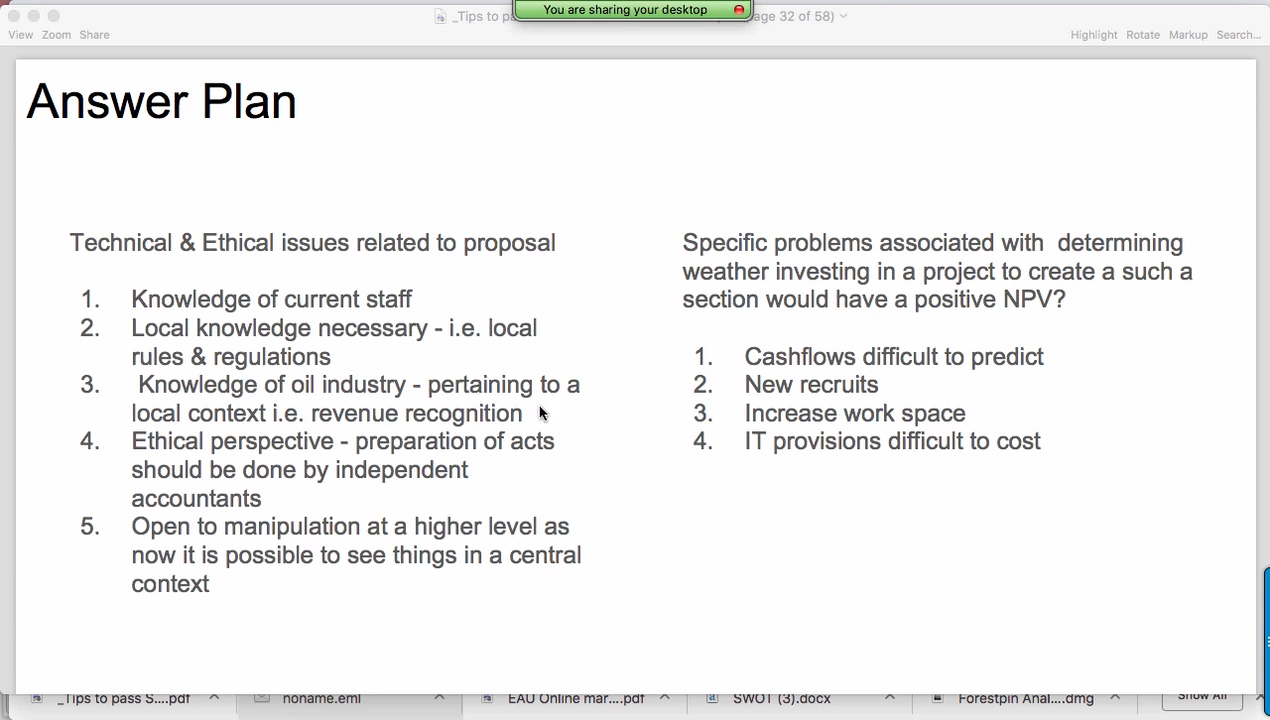 You are sharing your desktop
_Tips to pa
age 32 of 58)
View Zoom Share
Highlight Rotate Markup Search...
Answer Plan
Technical & Ethical issues related to proposal
1. Knowledge of current staff
2. Local knowledge necessary - i.e. local
rules & regulations
3. Knowledge of oil industry - pertaining to a
local context i.e. revenue recognition
4. Ethical perspective - preparation of acts
should be done by independent
accountants
5. Open to manipulation at a higher level as
now it is possible to see things in a central
context
Specific problems associated with determining
weather investing in a project to create a such a
section would have a positive NPV?
1. Cashflows difficult to predict
2. New recruits
3. Increase work space
4. IT provisions difficult to cost
_Tips to pass S....pdf
noname.eml
EAU Online mar....pdf
SWOT (3).docx
Forestpin Anal....dmg
Show All